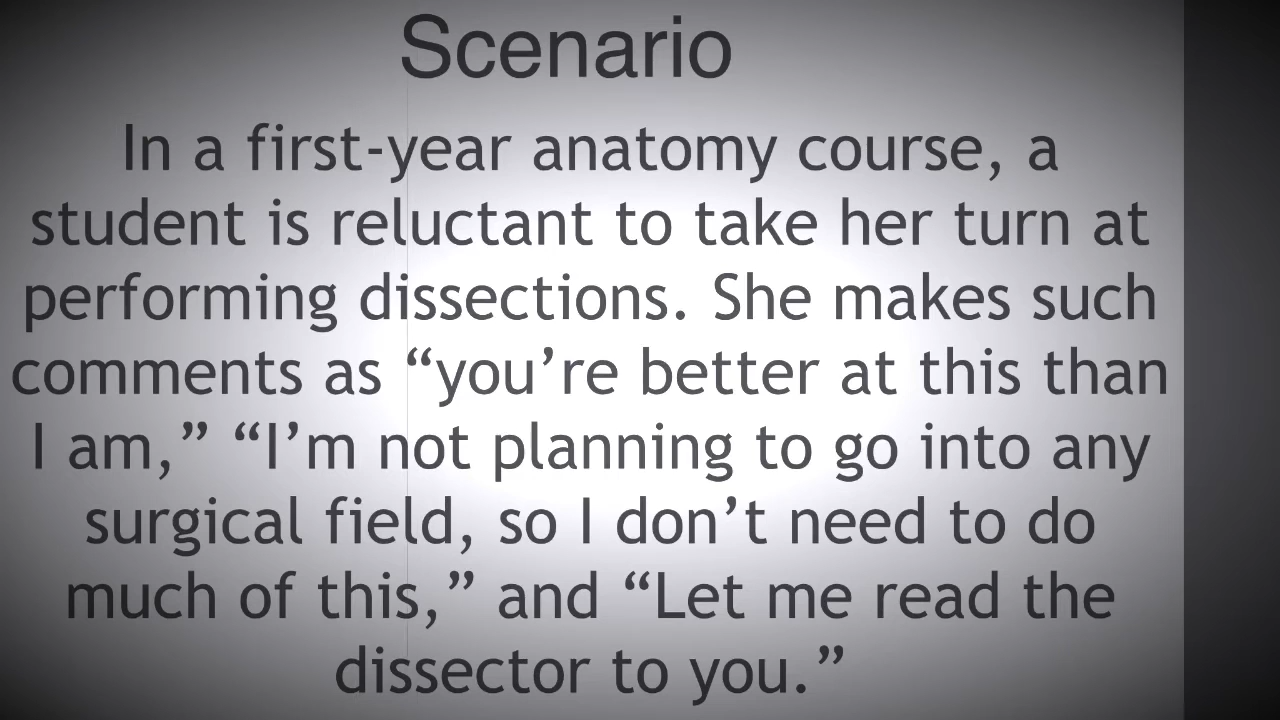 Scenario
In a first-year anatomy course, a
student is reluctant to take her turn at
performing dissections. She makes such
comments as “you’re better at this than
I am,” “I’m not planning to go into any
surgical field, so I don’t need to do
much of this,” and “Let me read the
dissector to you.”